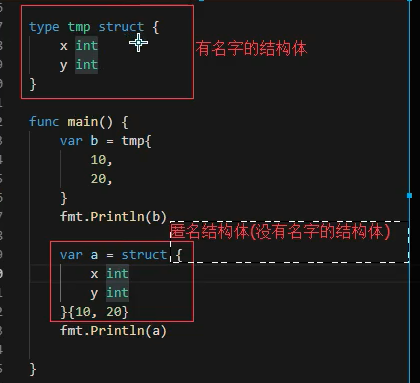 type tmp struct {
x int
y int
}
有名字的结构体
func main() {
var b = tmp{
10,
20,
}
fmt.Println(b)
匿名结构体(没有名字的结构体)
var a = struct {
x int
y int
}{10, 20}
fmt.Println(a)
}